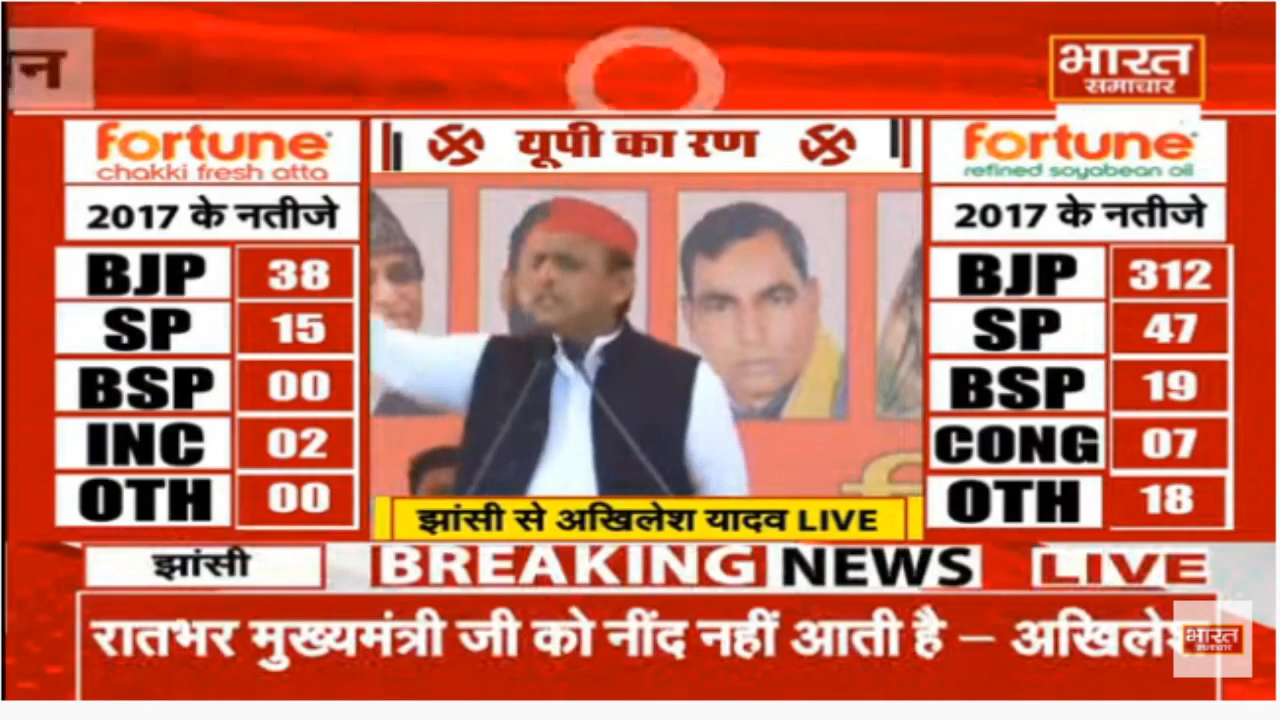 न
भारत
समाचार
fortune
chakki fresh atta
यूपी का रण
fortune
refined soyabean oil
2017 के नतीजे
BJP 38
SP 15
BSP 00
INC 02
OTH 00
2017 के नतीजे
BJP 312
SP 47
BSP 19
CONG 07
OTH 18
झांसी से अखिलेश यादव LIVE
झांसी
BREAKING NEWS
LIVE
रातभर मुख्यमंत्री जी को नींद नहीं आती है – अखिलेश
भारत
समाचार